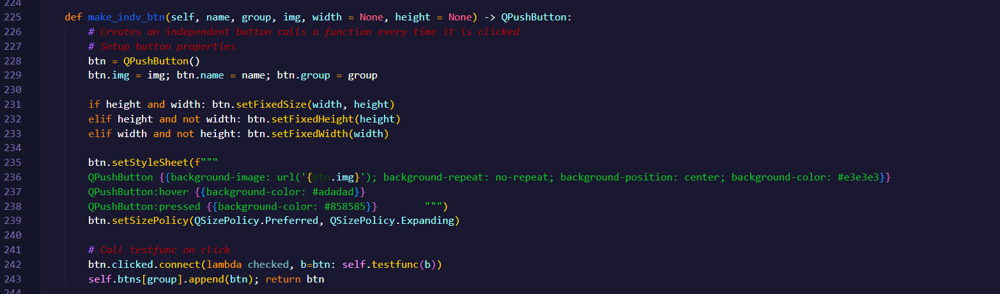 224
225 def make_indv_btn(self, name, group, img, width = None, height = None) -> QPushButton:
226 # Creates an independent button calls a function every time it is clicked
227 # Setup button properties
228 btn = QPushButton()
229 btn.img = img; btn.name = name; btn.group = group
230
231 if height and width: btn.setFixedSize(width, height)
232 elif height and not width: btn.setFixedHeight(height)
233 elif width and not height: btn.setFixedWidth(width)
234
235 btn.setStyleSheet(f"""
236 QPushButton {{background-image: url('{btn.img}'); background-repeat: no-repeat; background-position: center; background-color: #e3e3e3}}
237 QPushButton:hover {{background-color: #adadad}}
238 QPushButton:pressed {{background-color: #858585}}        """)
239 btn.setSizePolicy(QSizePolicy.Preferred, QSizePolicy.Expanding)
240
241 # Call testfunc on click
242 btn.clicked.connect(lambda checked, b=btn: self.testfunc(b))
243 self.btns[group].append(btn); return btn
244